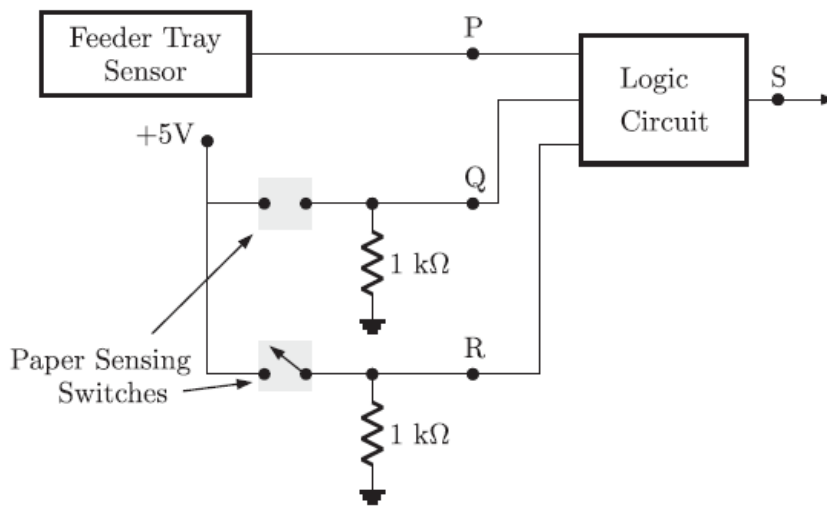 Feeder Tray
Sensor
P
Logic
Circuit
S
+5V
Q
1 kΩ
Paper Sensing
Switches
R
1 kΩ